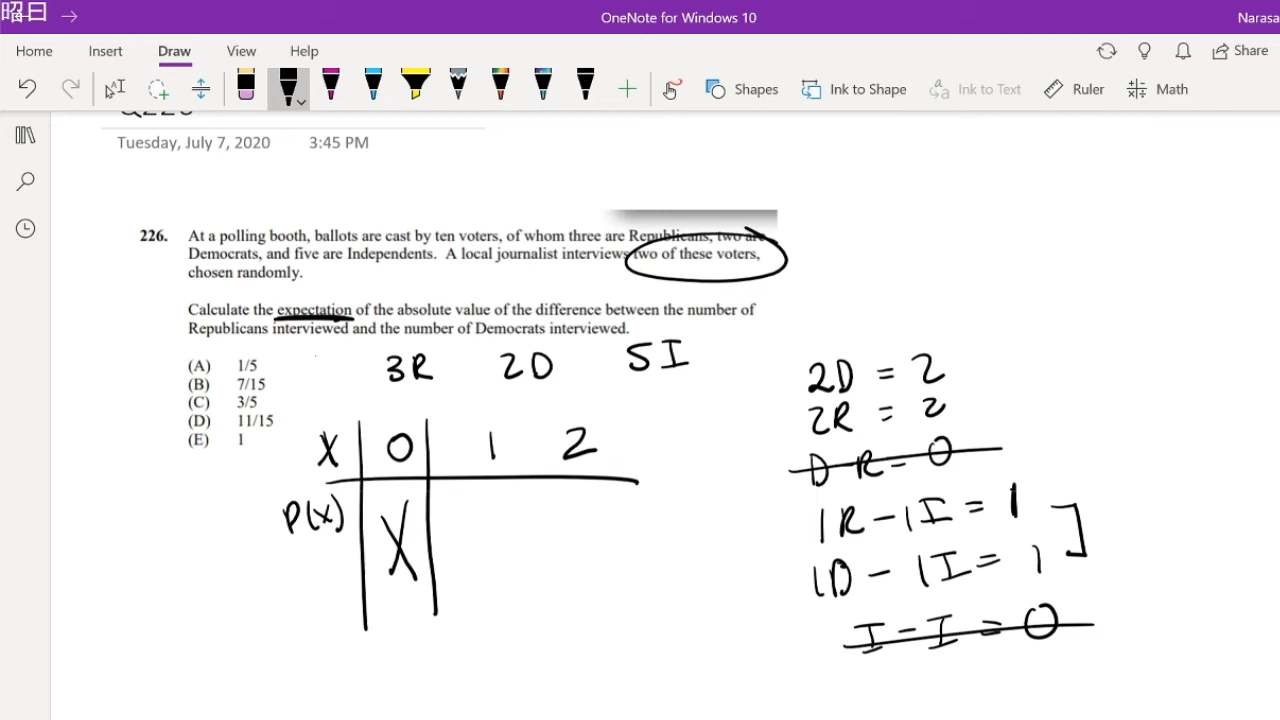 昭日
OneNote for Windows 10
Narasa
Home Insert Draw View Help
Share
Shapes Ink to Shape Ink to Text Ruler Math
Tuesday, July 7, 2020 3:45 PM
226. At a polling booth, ballots are cast by ten voters, of whom three are Republicans, two are
Democrats, and five are Independents. A local journalist interviews two of these voters,
chosen randomly.
Calculate the expectation of the absolute value of the difference between the number of
Republicans interviewed and the number of Democrats interviewed.
(A) 1/5
(B) 7/15
(C) 3/5
(D) 11/15
(E) 1
3R 2D 5I
X 0 1 2
P(X) X
2D = 2
2R = 2
D R - 0
1R - 1I = 1
1D - 1I = 1
I - I = 0